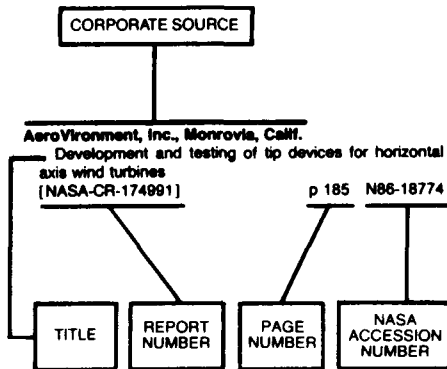 CORPORATE SOURCE
AeroVironment, Inc., Monrovia, Calif.
Development and testing of tip devices for horizontal
axis wind turbines
[NASA-CR-174991] p 185 N86-18774
TITLE
REPORT
NUMBER
PAGE
NUMBER
NASA
ACCESSION
NUMBER